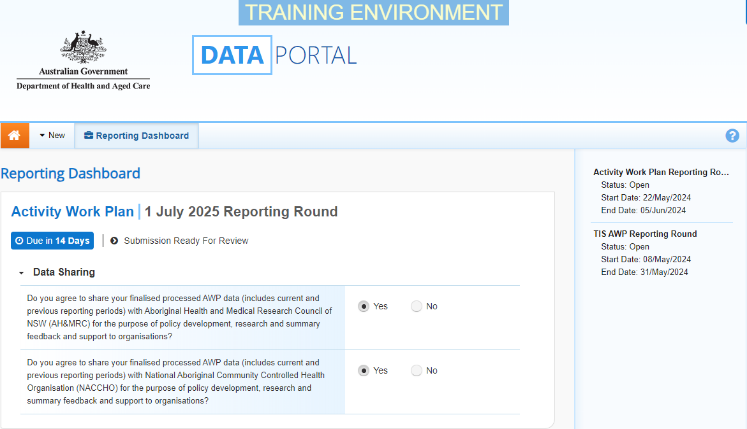 TRAINING ENVIRONMENT
Australian Government
Department of Health and Aged Care
DATA PORTAL
New
Reporting Dashboard
?
Reporting Dashboard
Activity Work Plan | 1 July 2025 Reporting Round
Due in 14 Days | Submission Ready For Review
Data Sharing
Do you agree to share your finalised processed AWP data (includes current and
previous reporting periods) with Aboriginal Health and Medical Research Council of
NSW (AH&MRC) for the purpose of policy development, research and summary
feedback and support to organisations?
Yes No
Do you agree to share your finalised processed AWP data (includes current and
previous reporting periods) with National Aboriginal Community Controlled Health
Organisation (NACCHO) for the purpose of policy development, research and
summary feedback and support to organisations?
Yes No
Activity Work Plan Reporting Ro...
Status: Open
Start Date: 22/May/2024
End Date: 05/Jun/2024
TIS AWP Reporting Round
Status: Open
Start Date: 08/May/2024
End Date: 31/May/2024